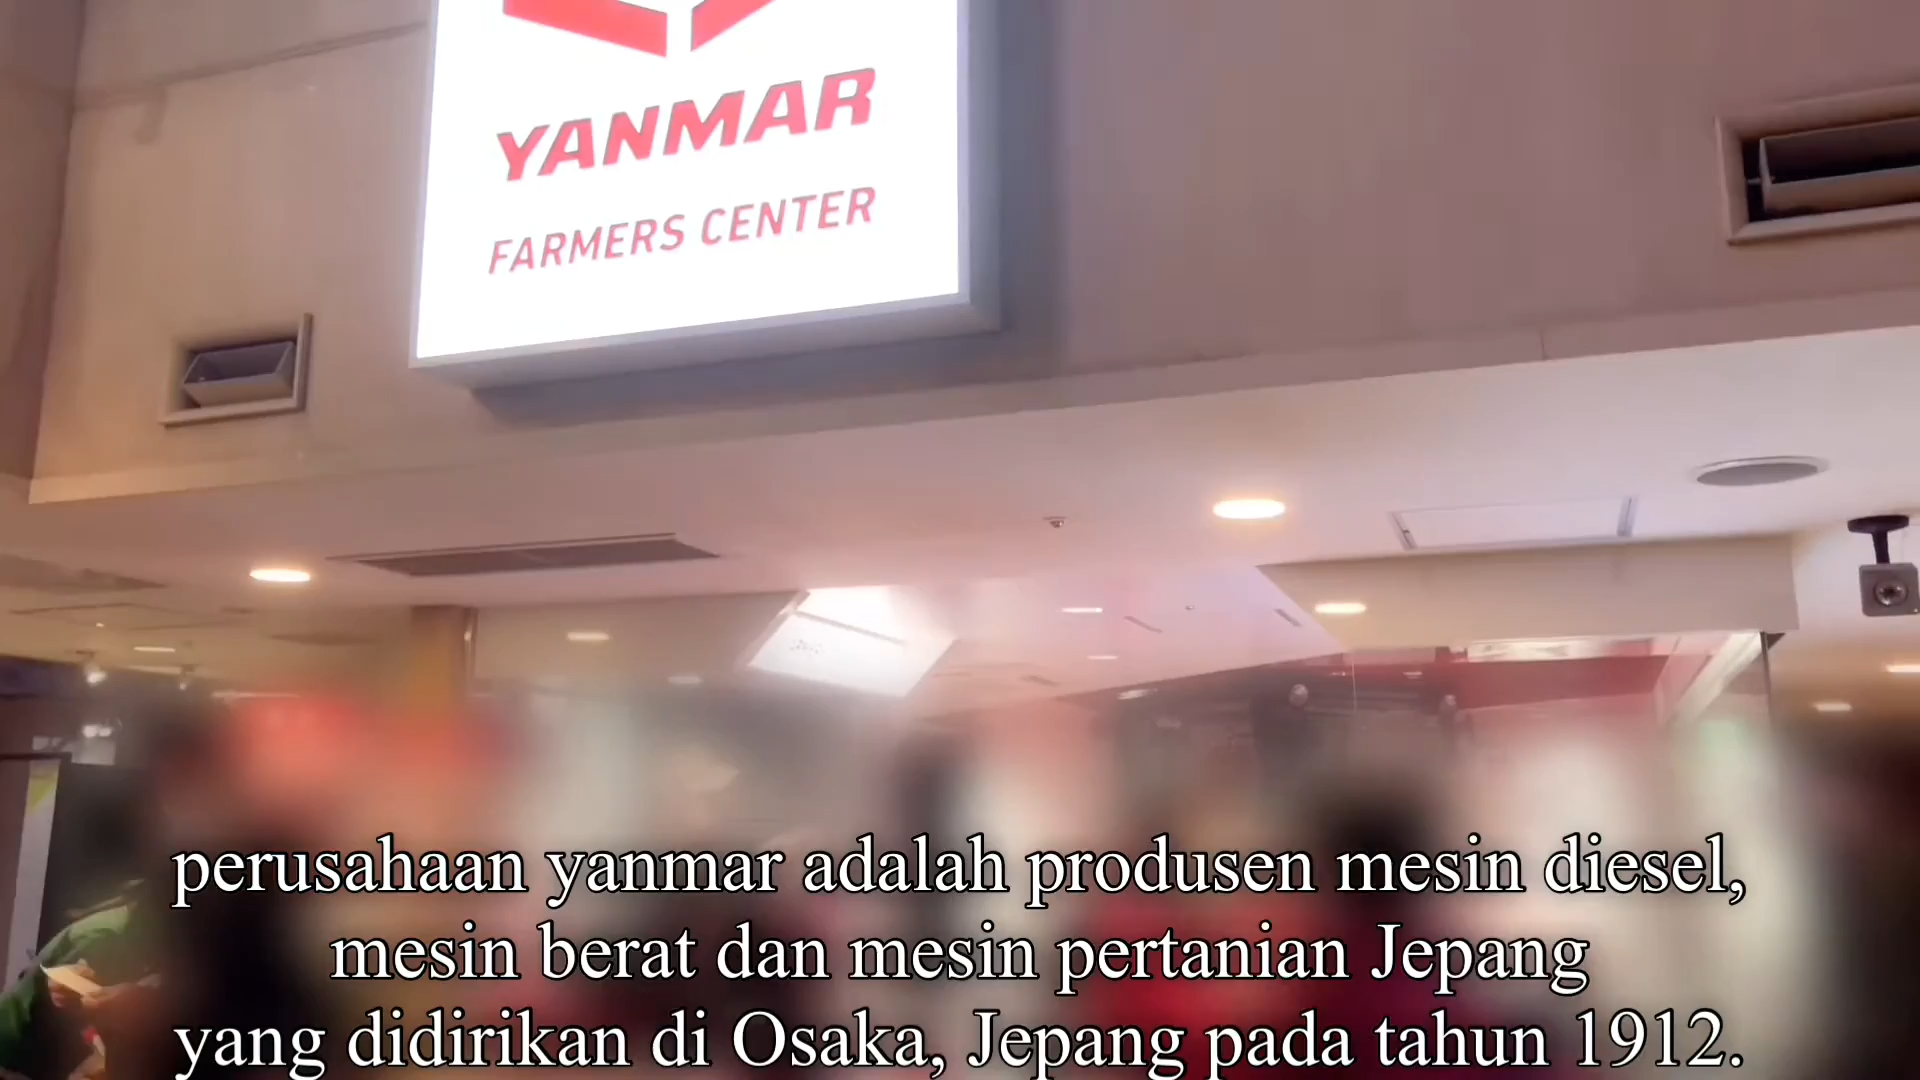 YANMAR
FARMERS CENTER
perusahaan yanmar adalah produsen mesin diesel,
mesin berat dan mesin pertanian Jepang
yang didirikan di Osaka, Jepang pada tahun 1912.